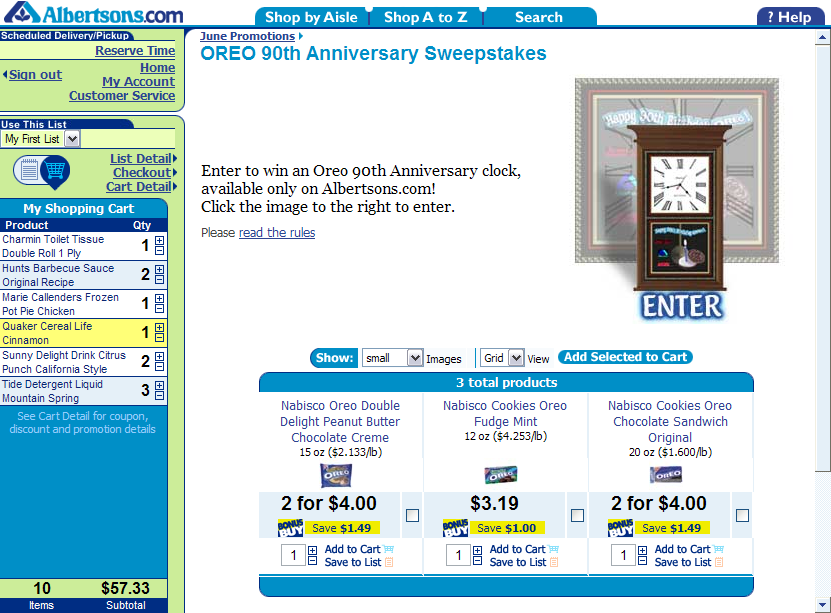 Albertsons.com
Shop by Aisle
Shop A to Z
Search
? Help
Scheduled Delivery/Pickup
Reserve Time
Sign out
Home
My Account
Customer Service
Use This List
My First List
List Detail
Checkout
Cart Detail
My Shopping Cart
Product Qty
Charmin Toilet Tissue
Double Roll 1 Ply
1
Hunts Barbecue Sauce
Original Recipe
2
Marie Callenders Frozen
Pot Pie Chicken
1
Quaker Cereal Life
Cinnamon
1
Sunny Delight Drink Citrus
Punch California Style
2
Tide Detergent Liquid
Mountain Spring
3
See Cart Detail for coupon,
discount and promotion details
10 $57.33
Items Subtotal
June Promotions
OREO 90th Anniversary Sweepstakes
Enter to win an Oreo 90th Anniversary clock,
available only on Albertsons.com!
Click the image to the right to enter.
Please read the rules
ENTER
Show: small Images Grid View Add Selected to Cart
3 total products
Nabisco Oreo Double
Delight Peanut Butter
Chocolate Creme
15 oz ($2.133/lb)
OREO
2 for $4.00
BONUS BUY
Save $1.49
1
Add to Cart
Save to List
Nabisco Cookies Oreo
Fudge Mint
12 oz ($4.253/lb)
OREO
$3.19
BONUS BUY
Save $1.00
1
Add to Cart
Save to List
Nabisco Cookies Oreo
Chocolate Sandwich
Original
20 oz ($1.600/lb)
OREO
2 for $4.00
BONUS BUY
Save $1.49
1
Add to Cart
Save to List